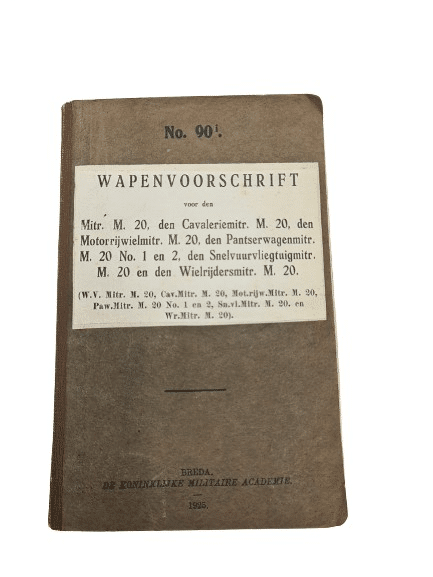 No. 90¹.
WAPENVOORSCHRIFT
voor den
Mitr. M. 20, den Cavaleriemitr. M. 20, den
Motorrijwielmitr. M. 20, den Pantserwagenmitr.
M. 20 No. 1 en 2, den Snelvuurvliegtuigmitr.
M. 20 en den Wielrijdersmitr. M. 20.
(W.V. Mitr. M. 20, Cav.Mitr. M. 20, Mot.rijw.Mitr. M. 20,
Paw.Mitr. M. 20 No. 1 en 2, Sn.vl.Mitr. M. 20. en
Wr.Mitr. M. 20).
BREDA,
DE KONINKLIJKE MILITAIRE ACADEMIE.
1925.